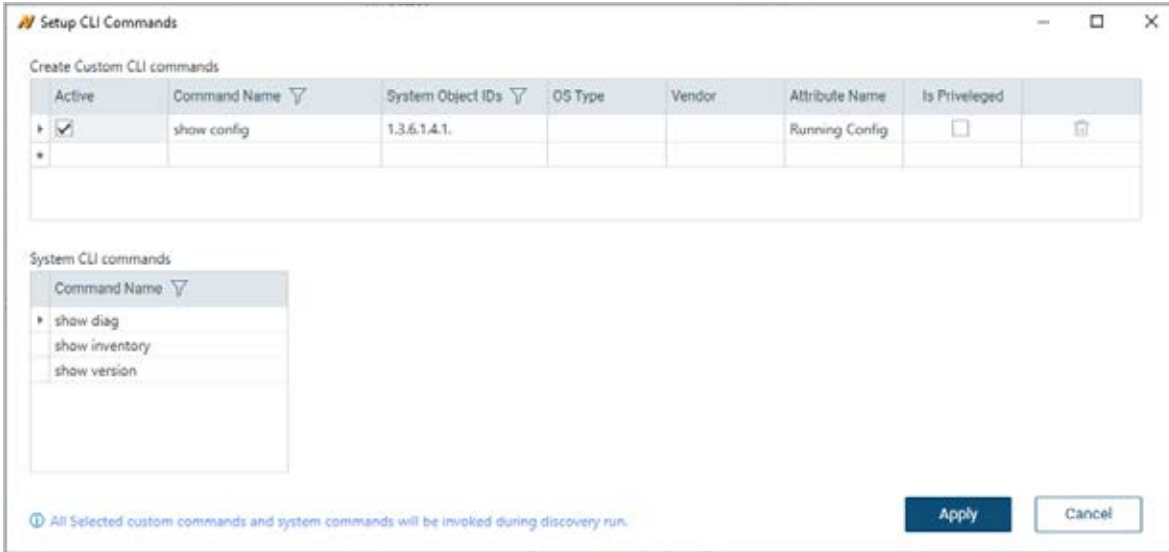 Setup CLI Commands
Create Custom CLI commands
Active Command Name System Object IDs OS Type Vendor Attribute Name Is Priveleged
show config 1.3.6.1.4.1. Running Config
System CLI commands
Command Name
show diag
show inventory
show version
All Selected custom commands and system commands will be invoked during discovery run.
Apply Cancel